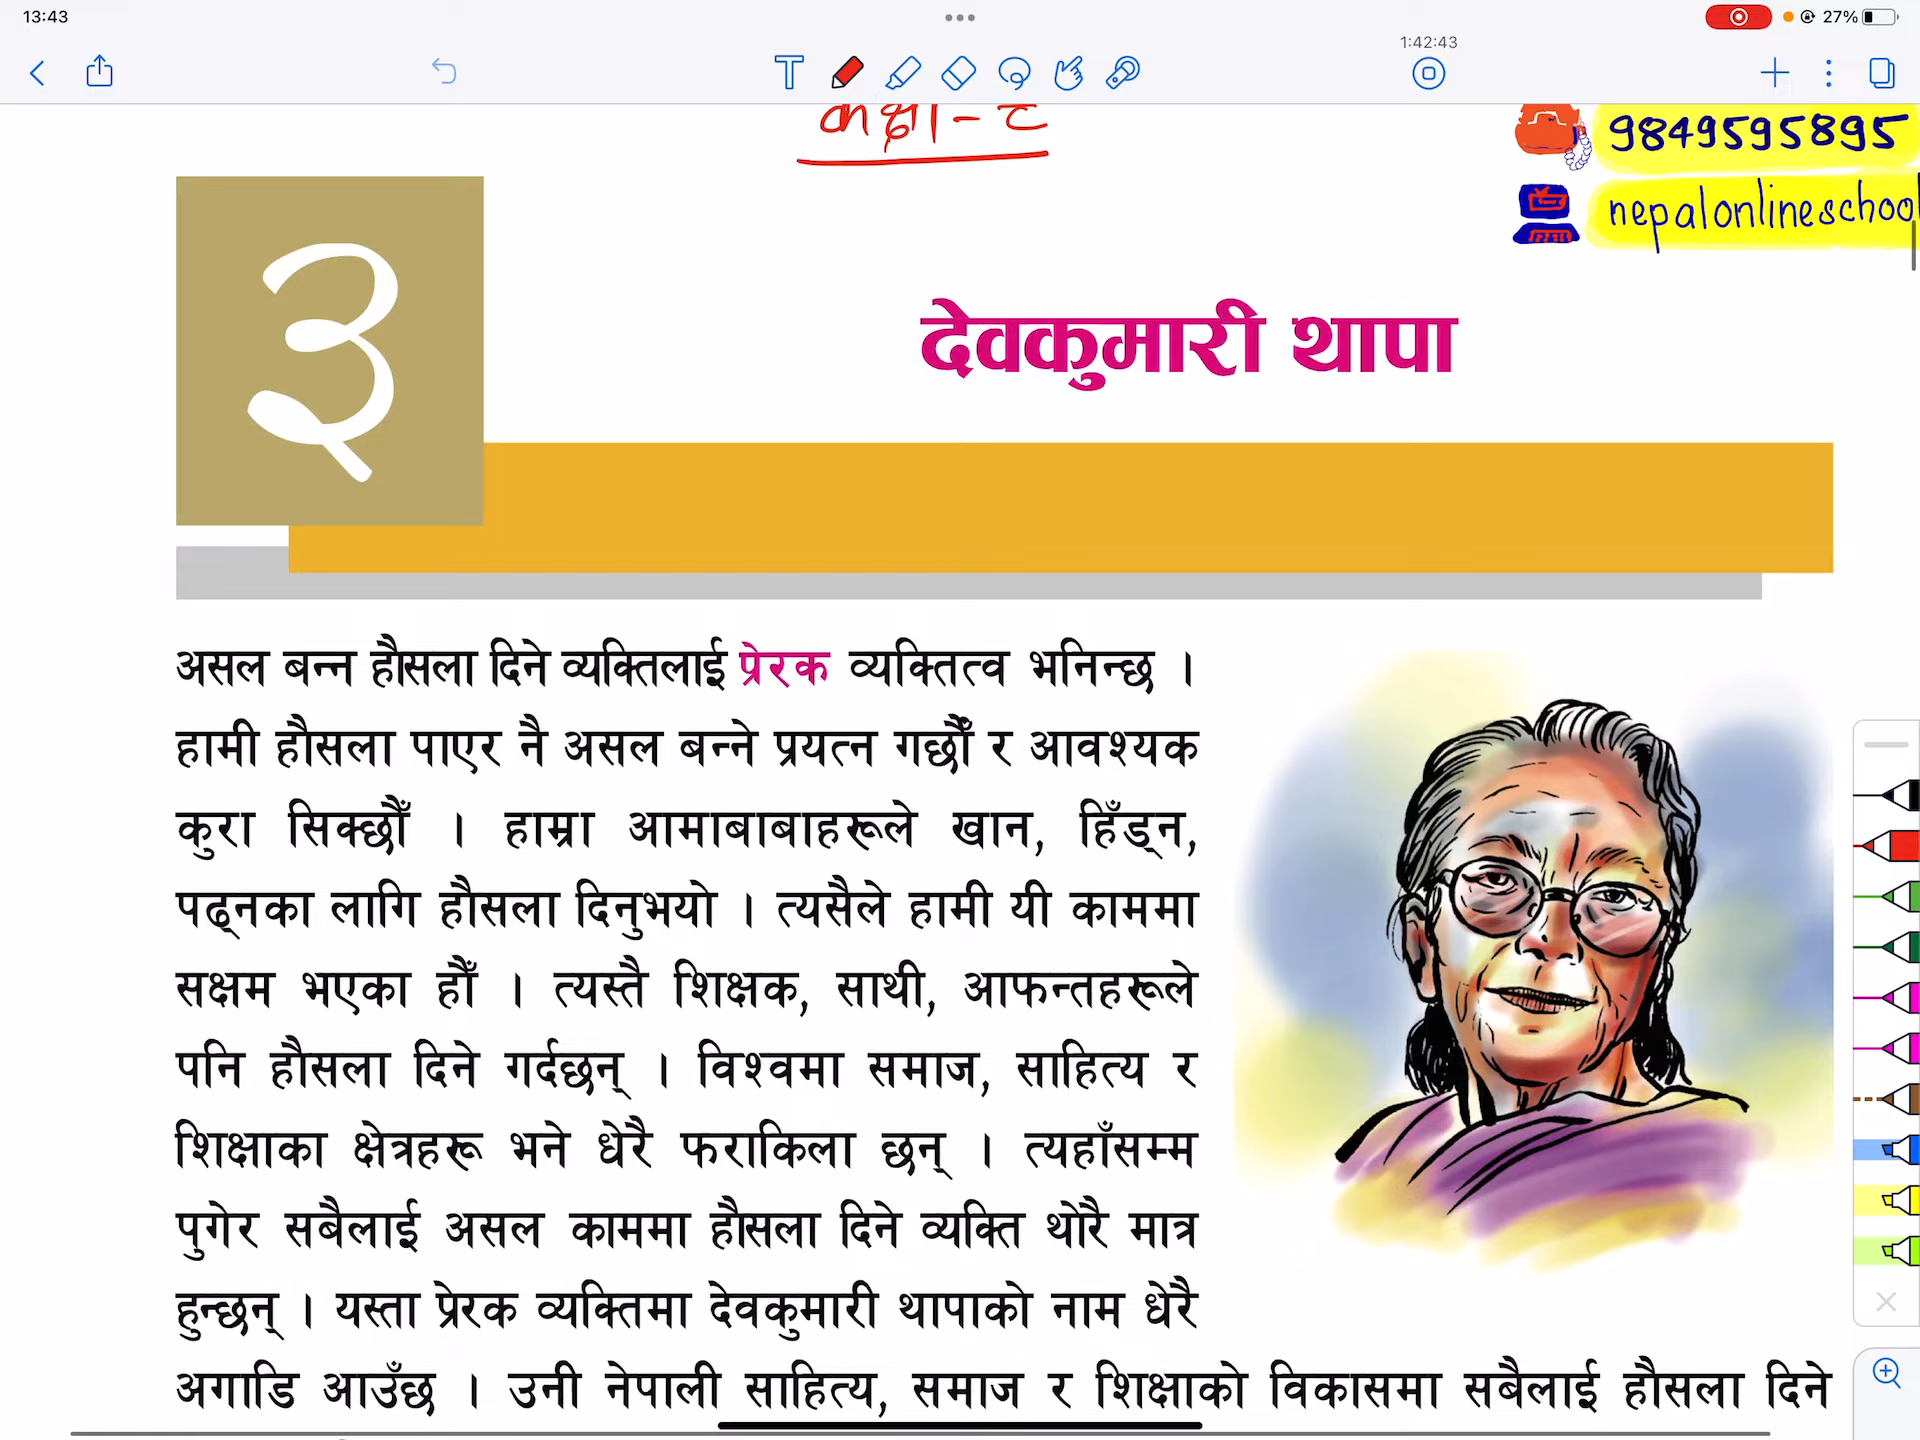 13:43
27%
1:42:43
कक्षा - ८
9849595895
nepalonlineschool
३
देवकुमारी थापा
असल बन्न हौसला दिने व्यक्तिलाई प्रेरक व्यक्तित्व भनिन्छ ।
हामी हौसला पाएर नै असल बन्ने प्रयत्न गर्छौँ र आवश्यक
कुरा सिक्छौँ । हाम्रा आमाबाबाहरूले खान, हिँड्न,
पढ्नका लागि हौसला दिनुभयो । त्यसैले हामी यी काममा
सक्षम भएका हौँ । त्यस्तै शिक्षक, साथी, आफन्तहरूले
पनि हौसला दिने गर्दछन् । विश्वमा समाज, साहित्य र
शिक्षाका क्षेत्रहरू भने धेरै फराकिला छन् । त्यहाँसम्म
पुगेर सबैलाई असल काममा हौसला दिने व्यक्ति थोरै मात्र
हुन्छन् । यस्ता प्रेरक व्यक्तिमा देवकुमारी थापाको नाम धेरै
अगाडि आउँछ । उनी नेपाली साहित्य, समाज र शिक्षाको विकासमा सबैलाई हौसला दिने